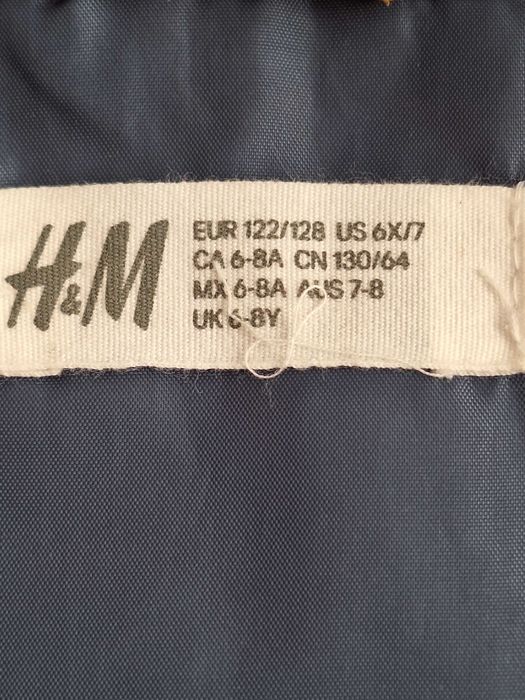 H&M
EUR 122/128 US 6X/7
CA 6-8A CN 130/64
MX 6-8A AUS 7-8
UK 6-8Y